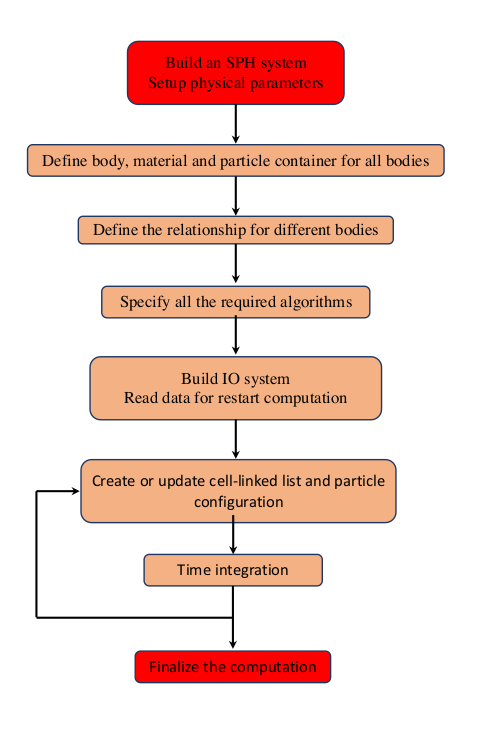 Build an SPH system
Setup physical parameters
Define body, material and particle container for all bodies
Define the relationship for different bodies
Specify all the required algorithms
Build IO system
Read data for restart computation
Create or update cell-linked list and particle
configuration
Time integration
Finalize the computation